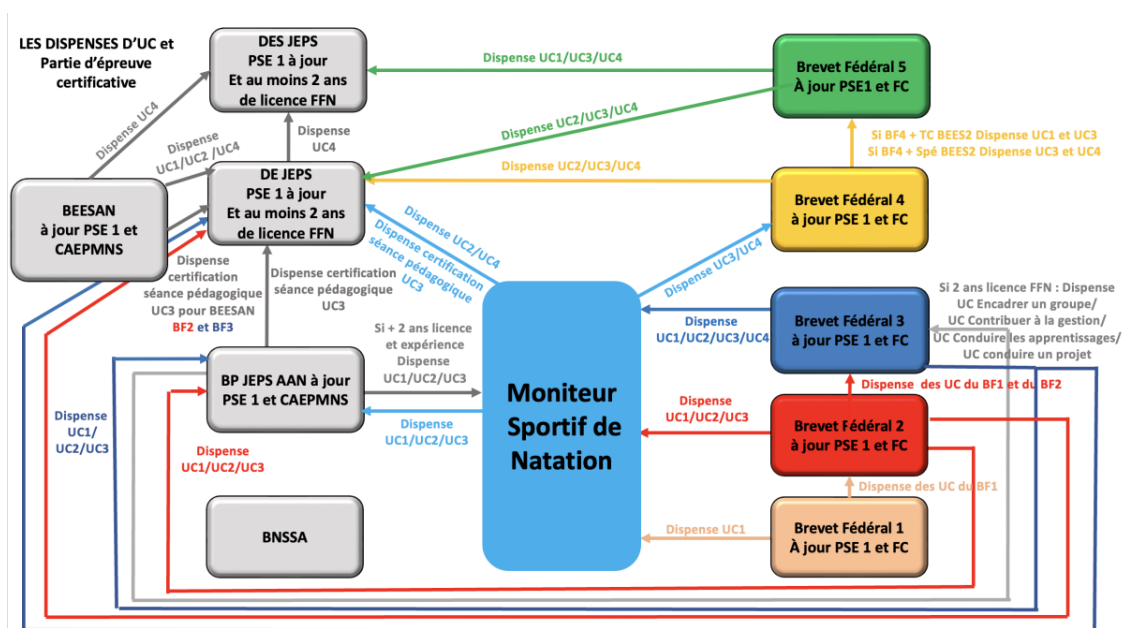 LES DISPENSES D'UC et
Partie d'épreuve
certificative
DES JEPS
PSE 1 à jour
Et au moins 2 ans
de licence FFN
Dispense UC1/UC3/UC4
Brevet Fédéral 5
À jour PSE1 et FC
Dispense UC4
Dispense
UC1/UC2 /UC4
Dispense
UC4
Dispense UC2/UC3/UC4
Si BF4 + TC BEES2 Dispense UC1 et UC3
Si BF4 + Spé BEES2 Dispense UC3 et UC4
DE JEPS
PSE 1 à jour
Et au moins 2 ans
de licence FFN
Dispense UC2/UC3/UC4
Brevet Fédéral 4
à jour PSE 1 et FC
BEESAN
à jour PSE 1 et
CAEPMNS
Dispense UC2/UC4
Dispense certification
séance pédagogique
UC3
Dispense UC3/UC4
Dispense
certification
séance pédagogique
UC3 pour BEESAN
BF2 et BF3
Dispense certification
séance pédagogique
UC3
Si 2 ans licence FFN : Dispense
UC Encadrer un groupe/
UC Contribuer à la gestion/
UC Conduire les apprentissages/
UC conduire un projet
Dispense
UC1/UC2/UC3/UC4
Brevet Fédéral 3
à jour PSE 1 et FC
Si + 2 ans licence
et expérience
Dispense
UC1/UC2/UC3
BP JEPS AAN à jour
PSE 1 et CAEPMNS
Moniteur
Sportif de
Natation
Dispense des UC du BF1 et du BF2
Dispense
UC1/
UC2/UC3
Dispense
UC1/UC2/UC3
Dispense
UC1/UC2/UC3
Dispense
UC1/UC2/UC3
Brevet Fédéral 2
à jour PSE 1 et FC
Dispense des UC du BF1
BNSSA
Dispense UC1
Brevet Fédéral 1
À jour PSE 1 et FC